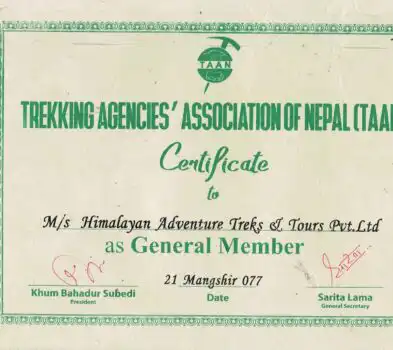 TAAN
TREKKING AGENCIES' ASSOCIATION OF NEPAL (TAA
Certificate
to
M/s Himalayan Adventure Treks & Tours Pvt.Ltd
as General Member
21 Mangshir 077
Khum Bahadur Subedi
President
Date
Sarita Lama
General Secretary